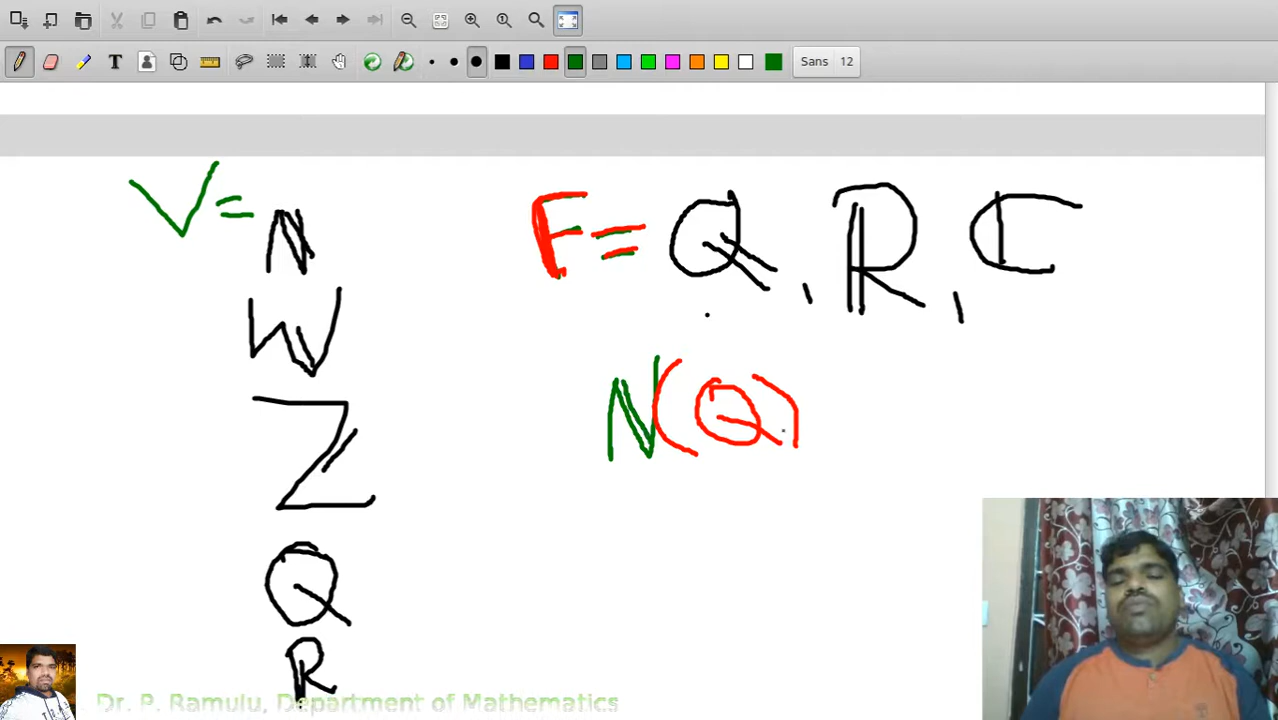 Sans 12
V = N
F = Q, R, C
W
N(Q)
Z
Q
R
Dr. P. Ramulu, Department of Mathematics